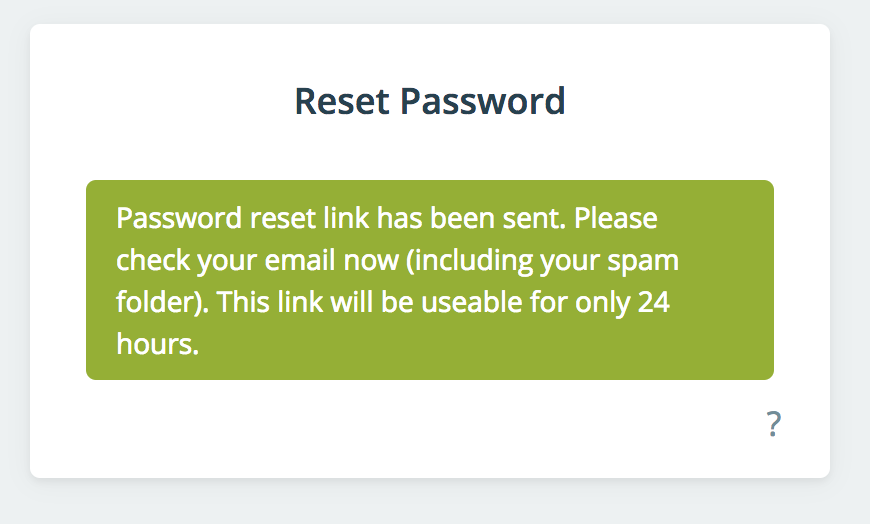 Reset Password
Password reset link has been sent. Please
check your email now (including your spam
folder). This link will be useable for only 24
hours.
?